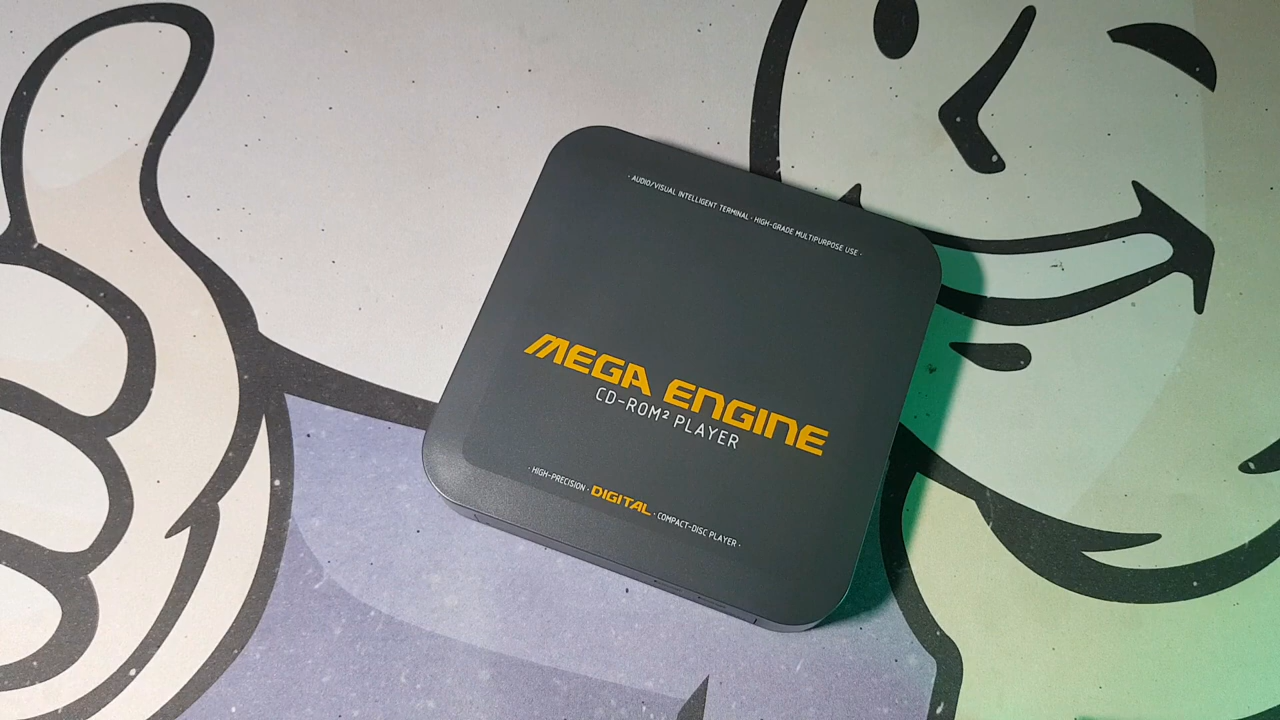 · AUDIO/VISUAL INTELLIGENT TERMINAL · HIGH-GRADE MULTIPURPOSE USE ·
MEGA ENGINE
CD-ROM² PLAYER
· HIGH-PRECISION · DIGITAL · COMPACT-DISC PLAYER ·